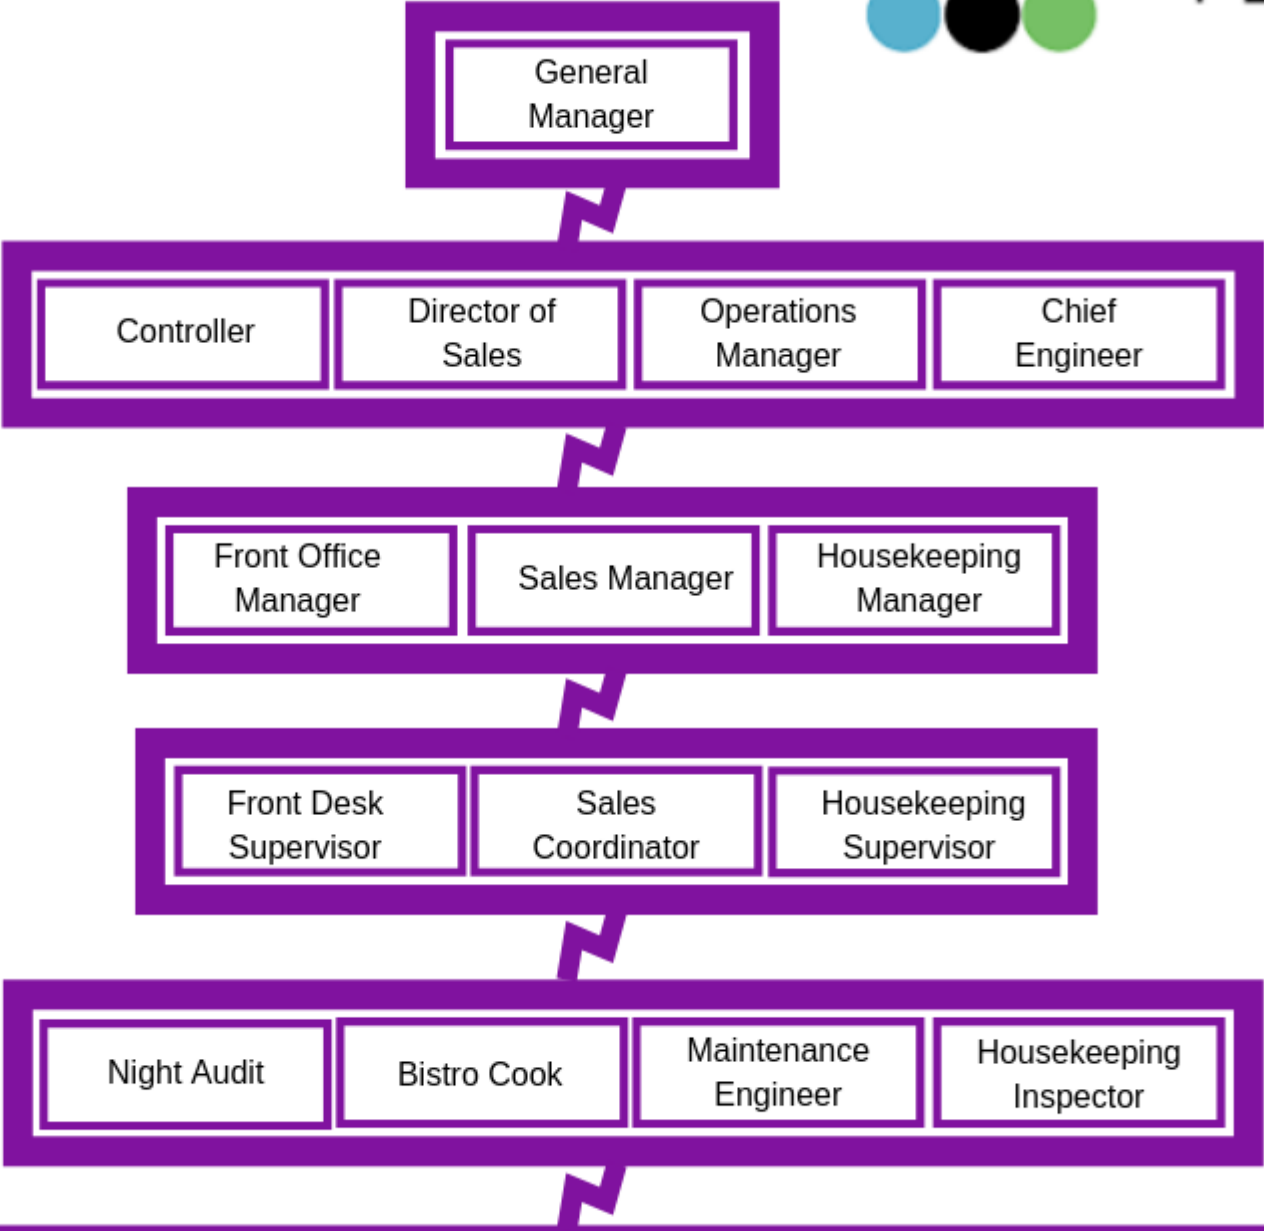 General
Manager
Controller
Director of
Sales
Operations
Manager
Chief
Engineer
Front Office
Manager
Sales Manager
Housekeeping
Manager
Front Desk
Supervisor
Sales
Coordinator
Housekeeping
Supervisor
Night Audit
Bistro Cook
Maintenance
Engineer
Housekeeping
Inspector